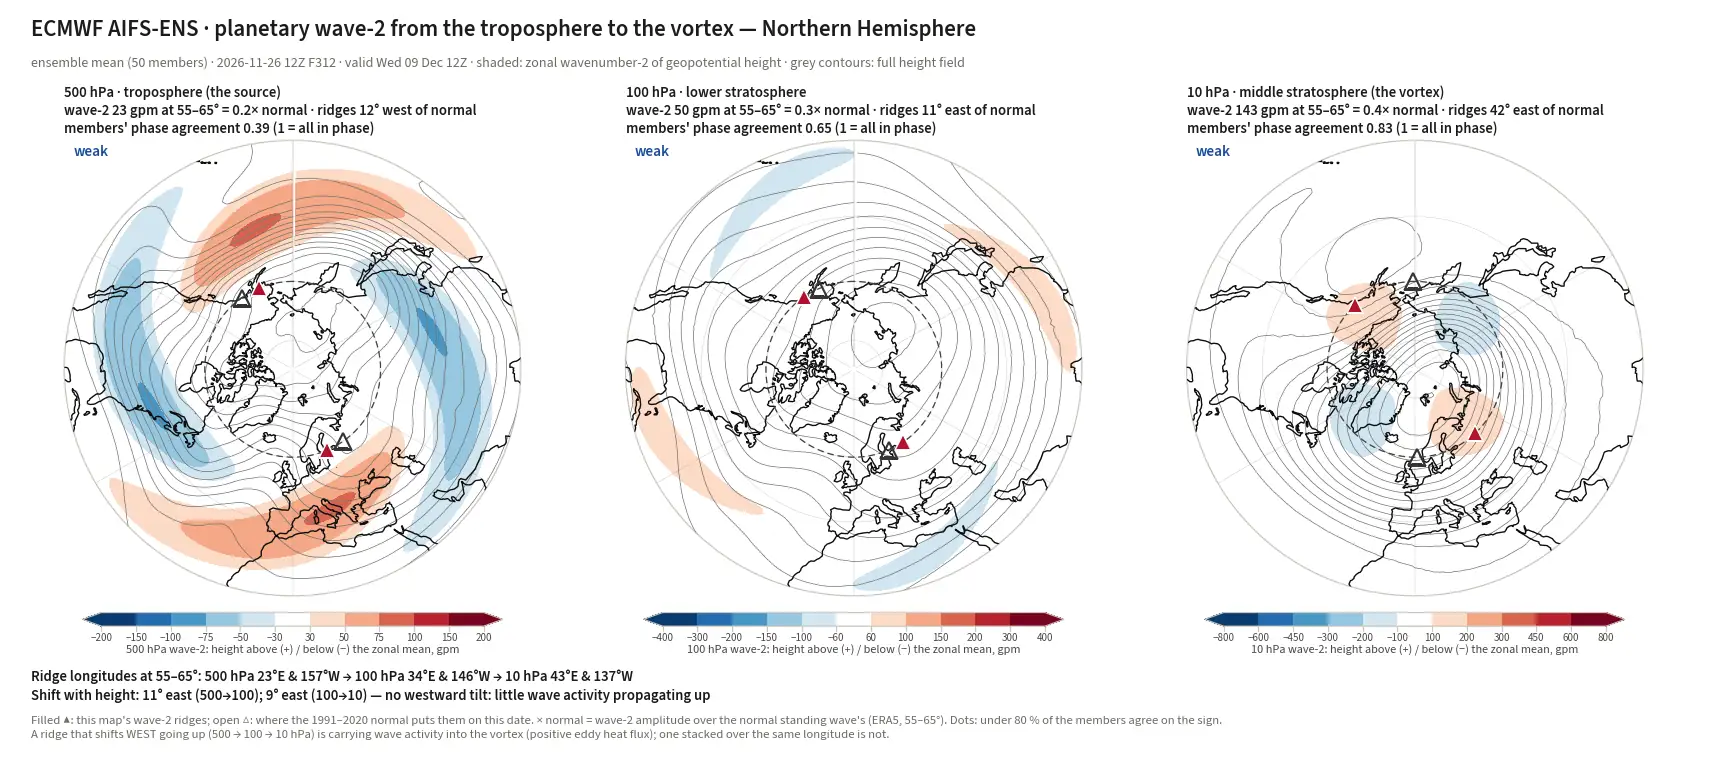 ECMWF AIFS-ENS · planetary wave-2 from the troposphere to the vortex — Northern Hemisphere
ensemble mean (50 members) · 2026-11-26 12Z F312 · valid Wed 09 Dec 12Z · shaded: zonal wavenumber-2 of geopotential height · grey contours: full height field
500 hPa · troposphere (the source)
wave-2 23 gpm at 55–65° = 0.2× normal · ridges 12° west of normal
members' phase agreement 0.39 (1 = all in phase)
weak
100 hPa · lower stratosphere
wave-2 50 gpm at 55–65° = 0.3× normal · ridges 11° east of normal
members' phase agreement 0.65 (1 = all in phase)
weak
10 hPa · middle stratosphere (the vortex)
wave-2 143 gpm at 55–65° = 0.4× normal · ridges 42° east of normal
members' phase agreement 0.83 (1 = all in phase)
weak
−200 −150 −100 −75 −50 −30 30 50 75 100 150 200
500 hPa wave-2: height above (+) / below (−) the zonal mean, gpm
−400 −300 −200 −150 −100 −60 60 100 150 200 300 400
100 hPa wave-2: height above (+) / below (−) the zonal mean, gpm
−800 −600 −450 −300 −200 −100 100 200 300 450 600 800
10 hPa wave-2: height above (+) / below (−) the zonal mean, gpm
Ridge longitudes at 55–65°: 500 hPa 23°E & 157°W → 100 hPa 34°E & 146°W → 10 hPa 43°E & 137°W
Shift with height: 11° east (500→100); 9° east (100→10) — no westward tilt: little wave activity propagating up
Filled ▲: this map's wave-2 ridges; open △: where the 1991–2020 normal puts them on this date. × normal = wave-2 amplitude over the normal standing wave's (ERA5, 55–65°). Dots: under 80 % of the members agree on the sign.
A ridge that shifts WEST going up (500 → 100 → 10 hPa) is carrying wave activity into the vortex (positive eddy heat flux); one stacked over the same longitude is not.